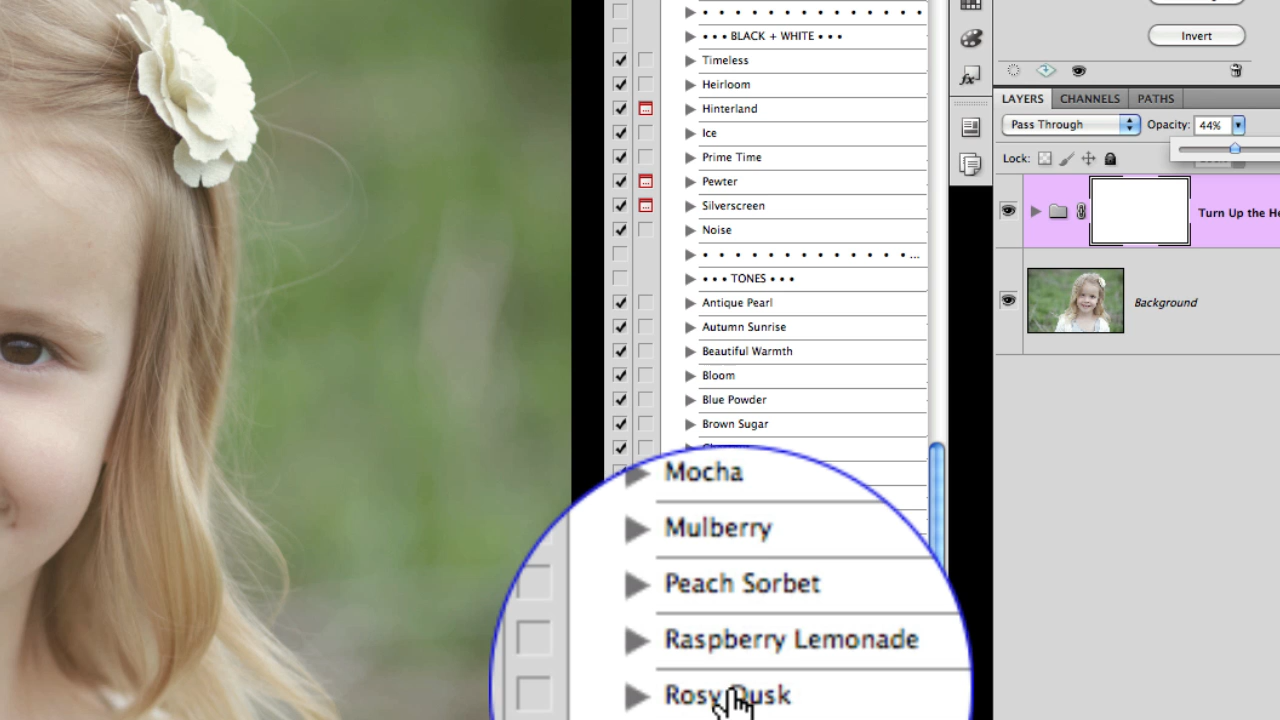 ••• BLACK + WHITE •••
Timeless
Heirloom
Hinterland
Ice
Prime Time
Pewter
Silverscreen
Noise
••• TONES •••
Antique Pearl
Autumn Sunrise
Beautiful Warmth
Bloom
Blue Powder
Brown Sugar
Mocha
Mulberry
Peach Sorbet
Raspberry Lemonade
Rosy Dusk
Invert
LAYERS CHANNELS PATHS
Pass Through Opacity: 44%
Lock:
Turn Up the
Background